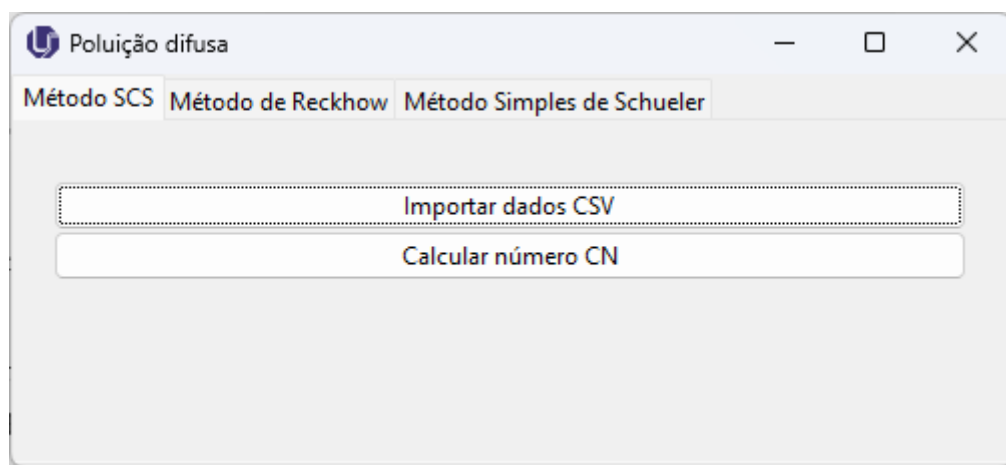 Poluição difusa
Método SCS Método de Reckhow Método Simples de Schueler
Importar dados CSV
Calcular número CN